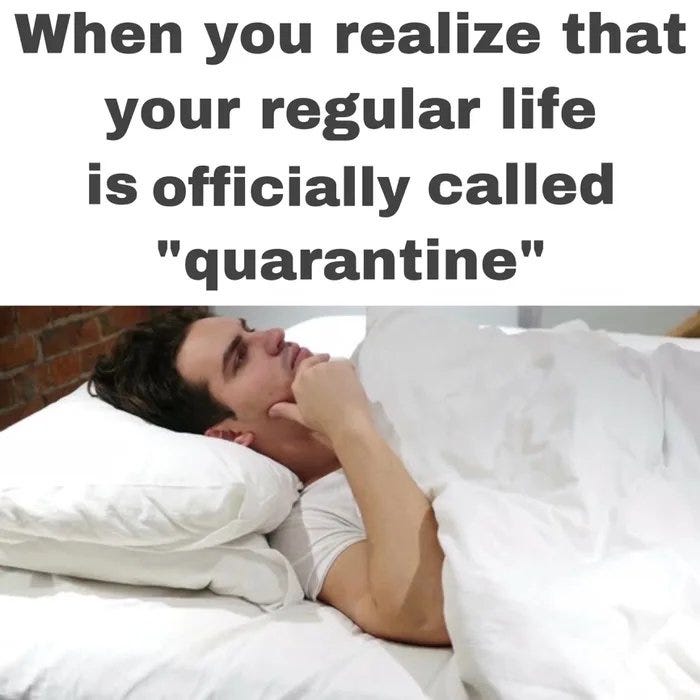 When you realize that
your regular life
is officially called
"quarantine"